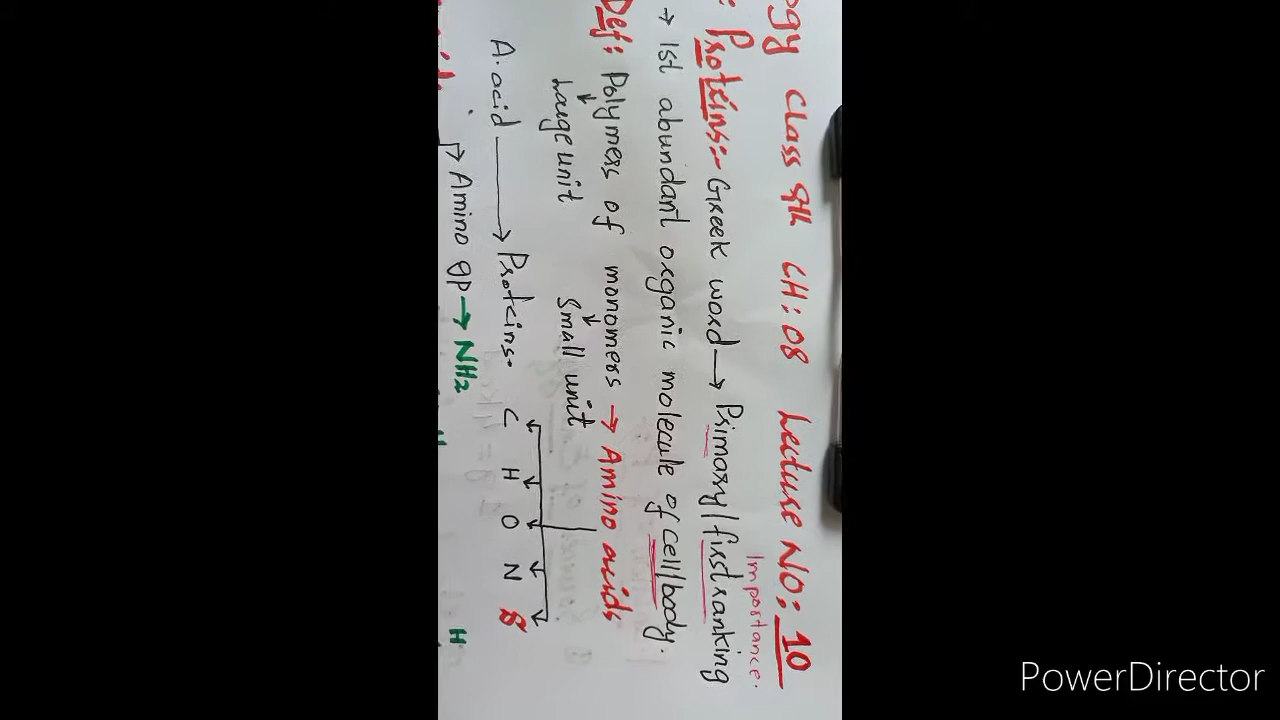 ogy Class 9th CH: 08 Lecture NO: 10
Importance.
: Proteins:- Greek word → Primary/first ranking
→ 1st abundant organic molecule of cell/body.
Def: Polymers of monomers → Amino acids
Large unit Small unit
A. acid → Proteins. C H O N S
Amino gp → NH2
H
PowerDirector